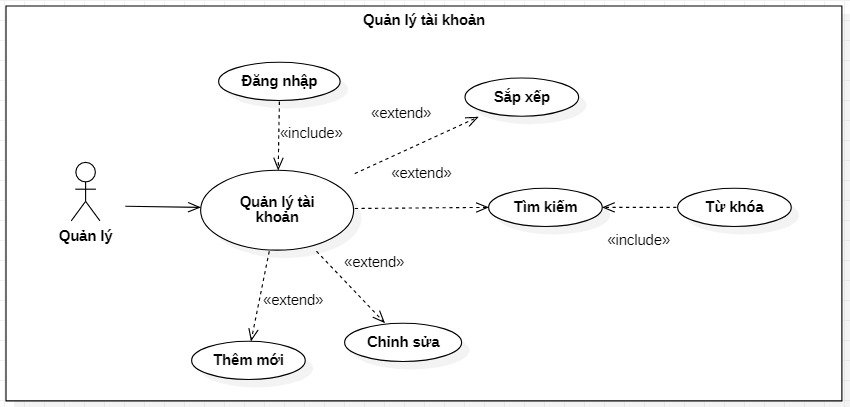 Quản lý tài khoản
Đăng nhập
Sắp xếp
«extend»
«include»
«extend»
Quản lý tài
khoản
Tìm kiếm
Từ khóa
Quản lý
«include»
«extend»
«extend»
Chỉnh sửa
Thêm mới